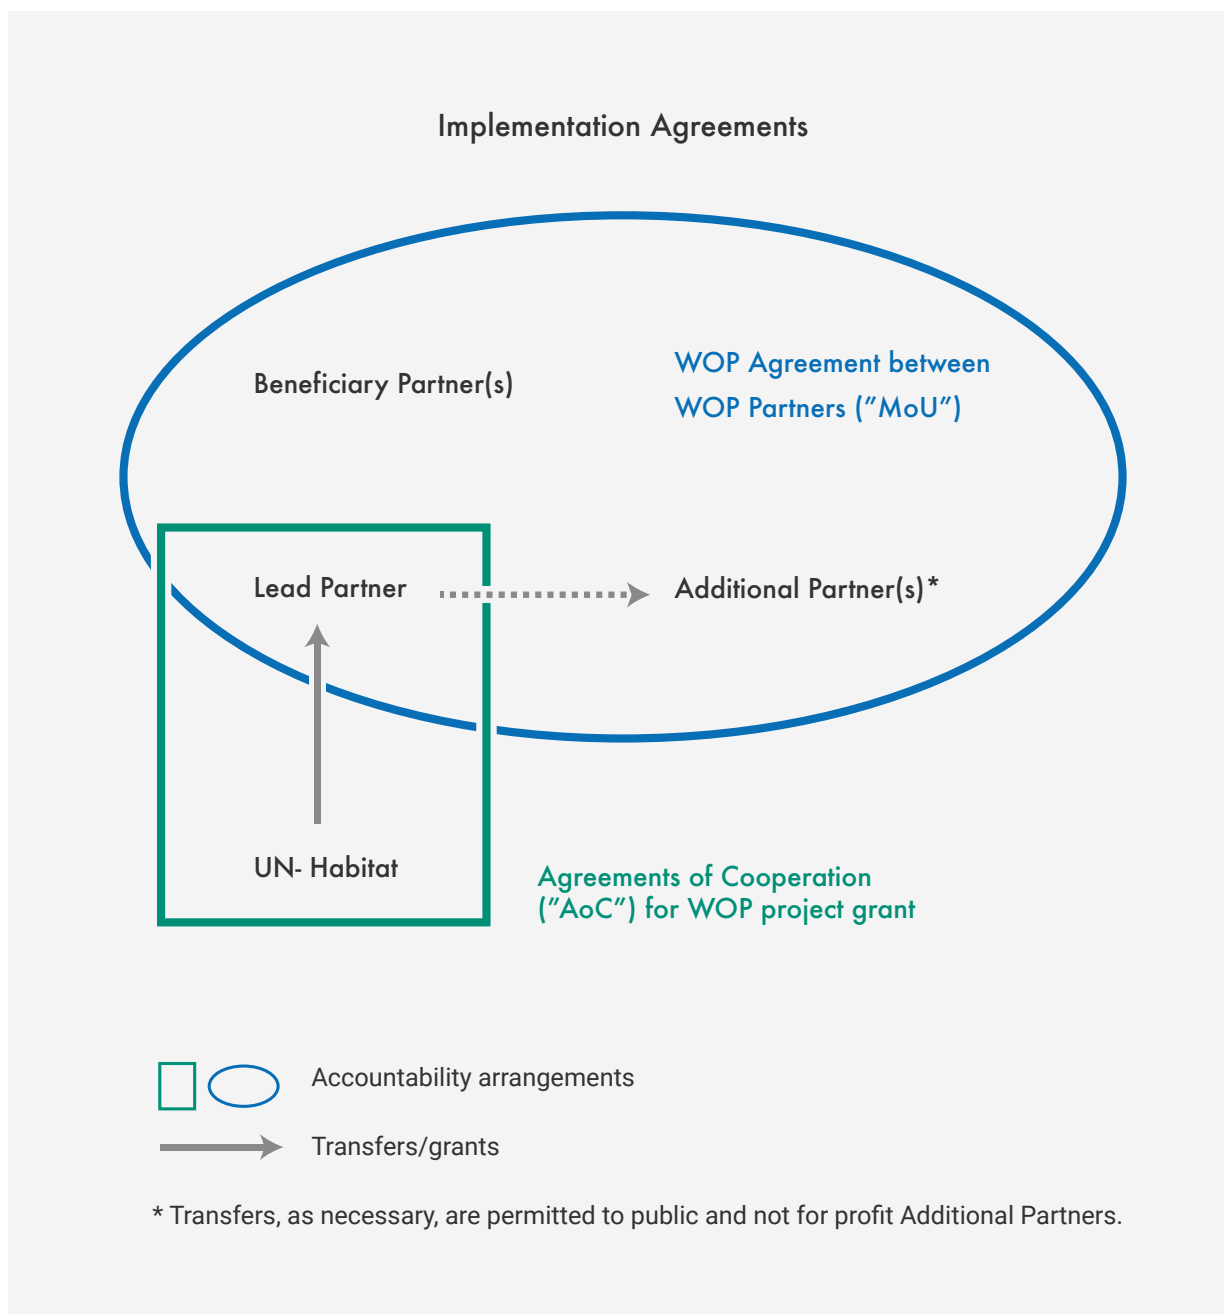 Implementation Agreements
Beneficiary Partner(s)
WOP Agreement between
WOP Partners ("MoU")
Lead Partner
Additional Partner(s)*
UN- Habitat
Agreements of Cooperation
("AoC") for WOP project grant
Accountability arrangements
Transfers/grants
* Transfers, as necessary, are permitted to public and not for profit Additional Partners.